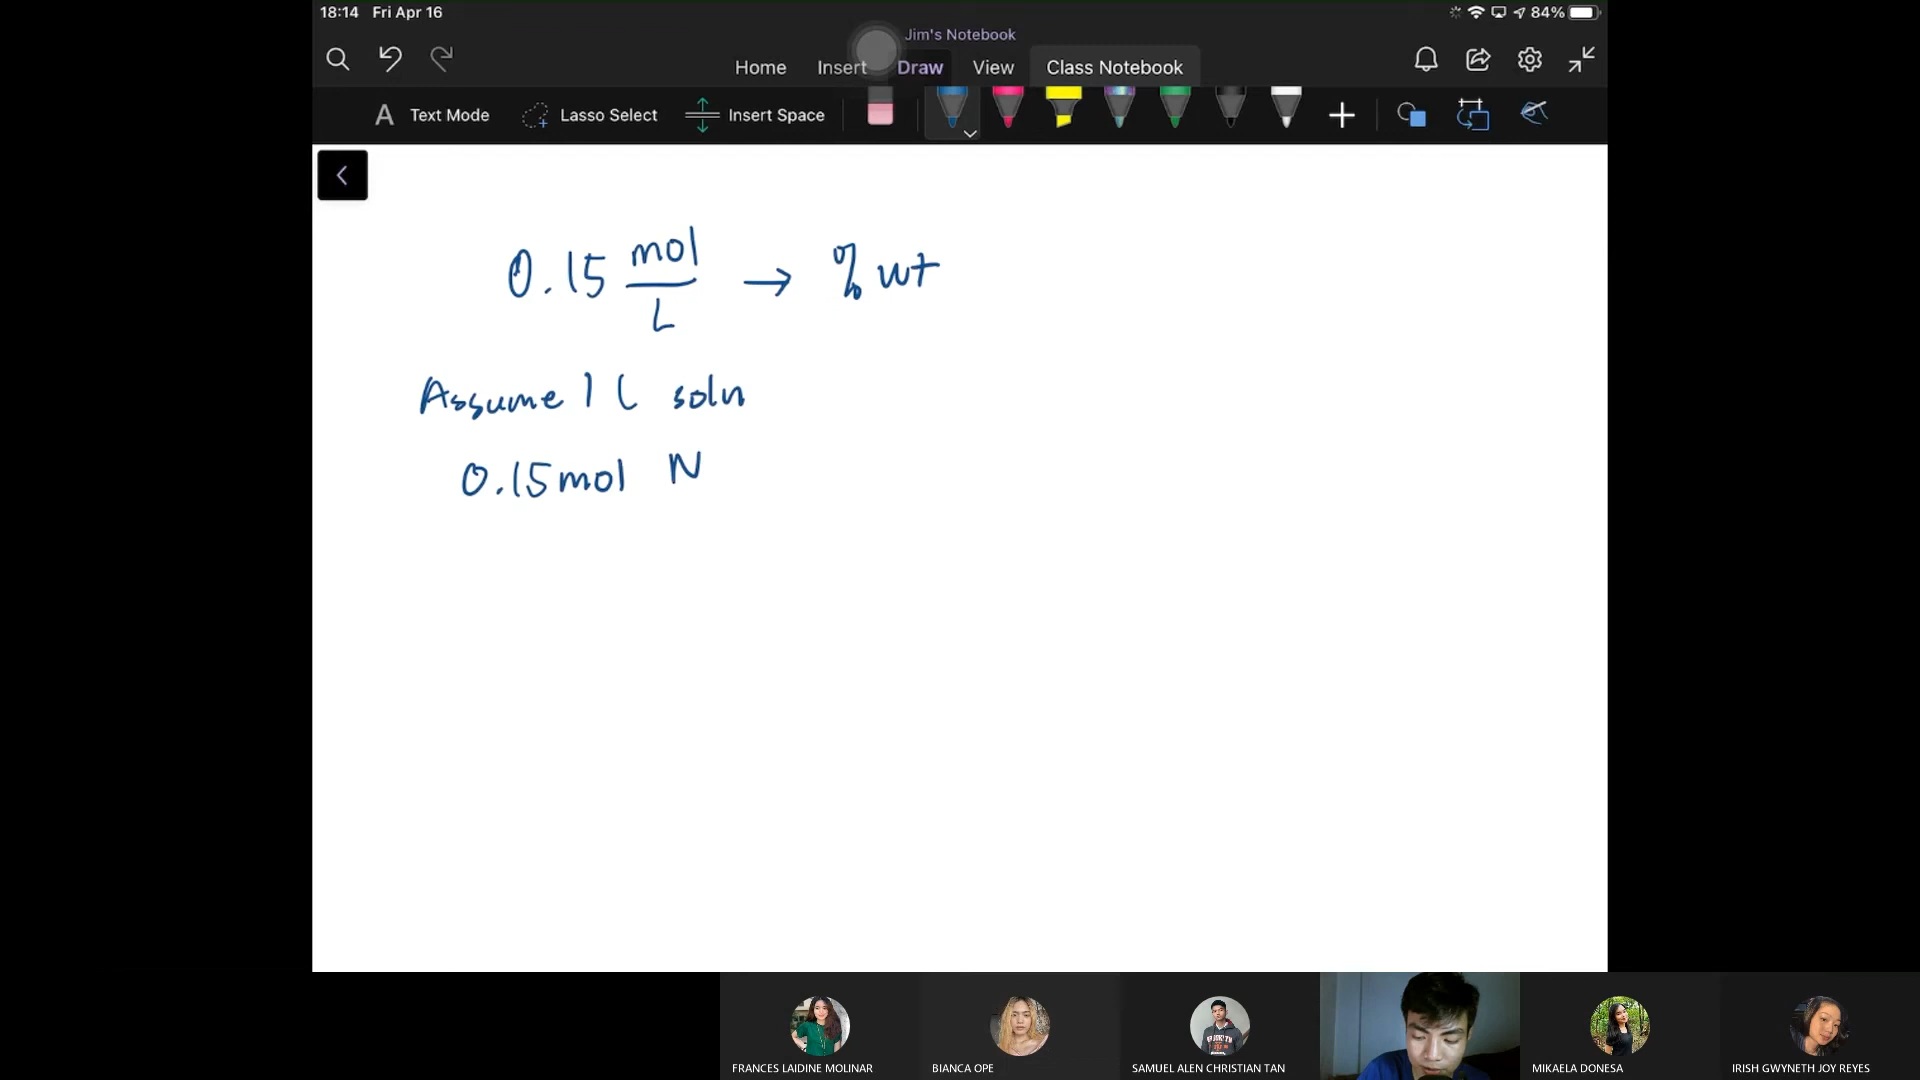 18:14 Fri Apr 16 84%
Jim's Notebook
Home Insert Draw View Class Notebook
Text Mode Lasso Select Insert Space
0.15 mol/L → % wt
Assume 1 L soln
0.15 mol N
FRANCES LAIDINE MOLINAR BIANCA OPE SAMUEL ALEN CHRISTIAN TAN MIKAELA DONESA IRISH GWYNETH JOY REYES